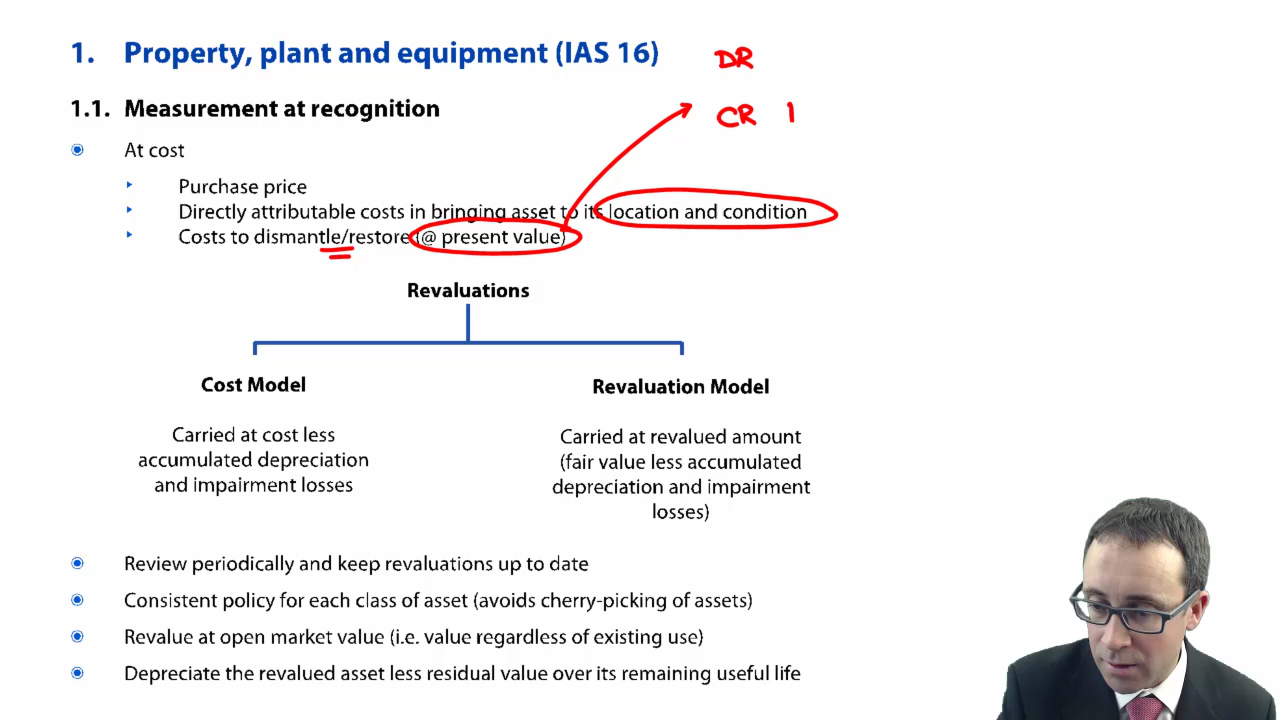 1. Property, plant and equipment (IAS 16)
DR
1.1. Measurement at recognition
CR 1
At cost
Purchase price
Directly attributable costs in bringing asset to its location and condition
Costs to dismantle/restore (@ present value)
Revaluations
Cost Model
Revaluation Model
Carried at cost less
accumulated depreciation
and impairment losses
Carried at revalued amount
(fair value less accumulated
depreciation and impairment
losses)
Review periodically and keep revaluations up to date
Consistent policy for each class of asset (avoids cherry-picking of assets)
Revalue at open market value (i.e. value regardless of existing use)
Depreciate the revalued asset less residual value over its remaining useful life